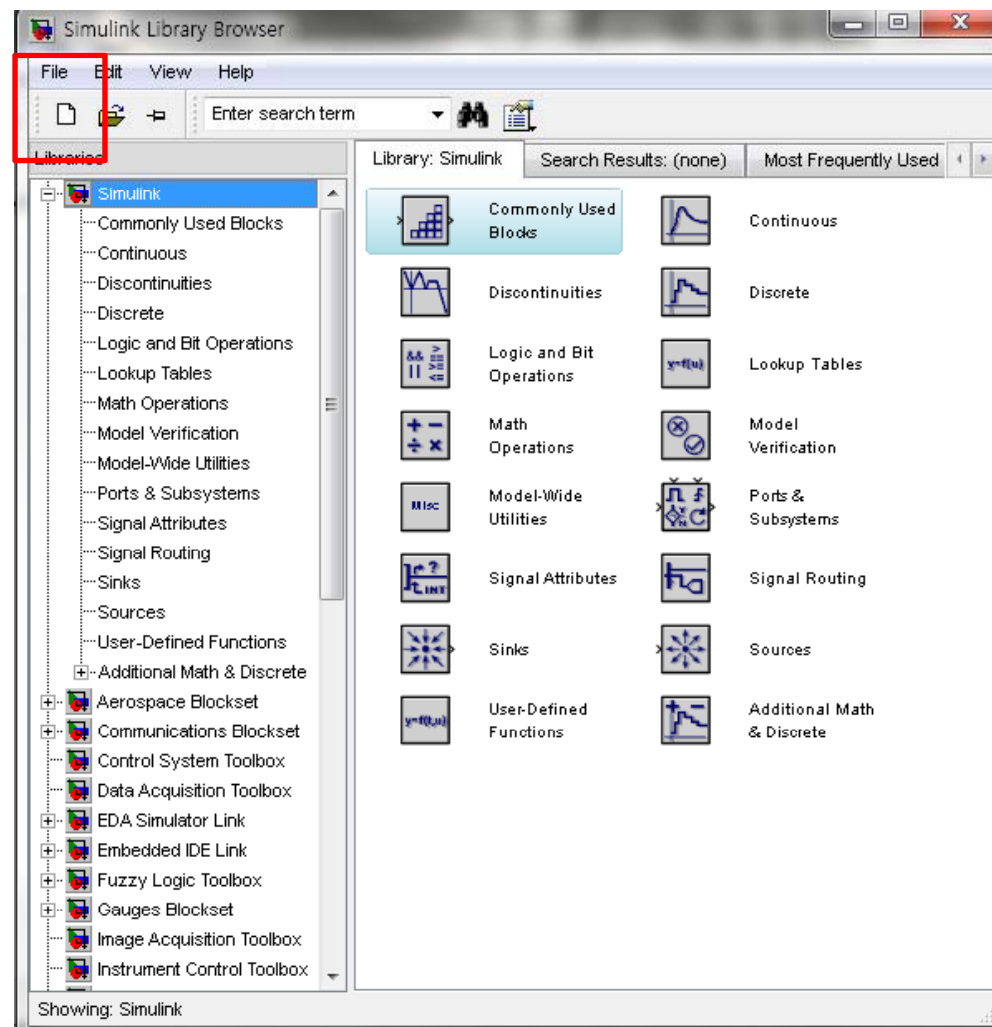 Simulink Library Browser
File Edit View Help
Enter search term
Libraries
Library: Simulink
Search Results: (none)
Most Frequently Used
Simulink
Commonly Used Blocks
Continuous
Discontinuities
Discrete
Logic and Bit Operations
Lookup Tables
Math Operations
Model Verification
Model-Wide Utilities
Ports & Subsystems
Signal Attributes
Signal Routing
Sinks
Sources
User-Defined Functions
Additional Math & Discrete
Aerospace Blockset
Communications Blockset
Control System Toolbox
Data Acquisition Toolbox
EDA Simulator Link
Embedded IDE Link
Fuzzy Logic Toolbox
Gauges Blockset
Image Acquisition Toolbox
Instrument Control Toolbox
Commonly Used
Blocks
Continuous
Discontinuities
Discrete
Logic and Bit
Operations
y=f(u)
Lookup Tables
Math
Operations
Model
Verification
Misc
Model-Wide
Utilities
Ports &
Subsystems
Signal Attributes
Signal Routing
Sinks
Sources
y=f(t,u)
User-Defined
Functions
Additional Math
& Discrete
Showing: Simulink